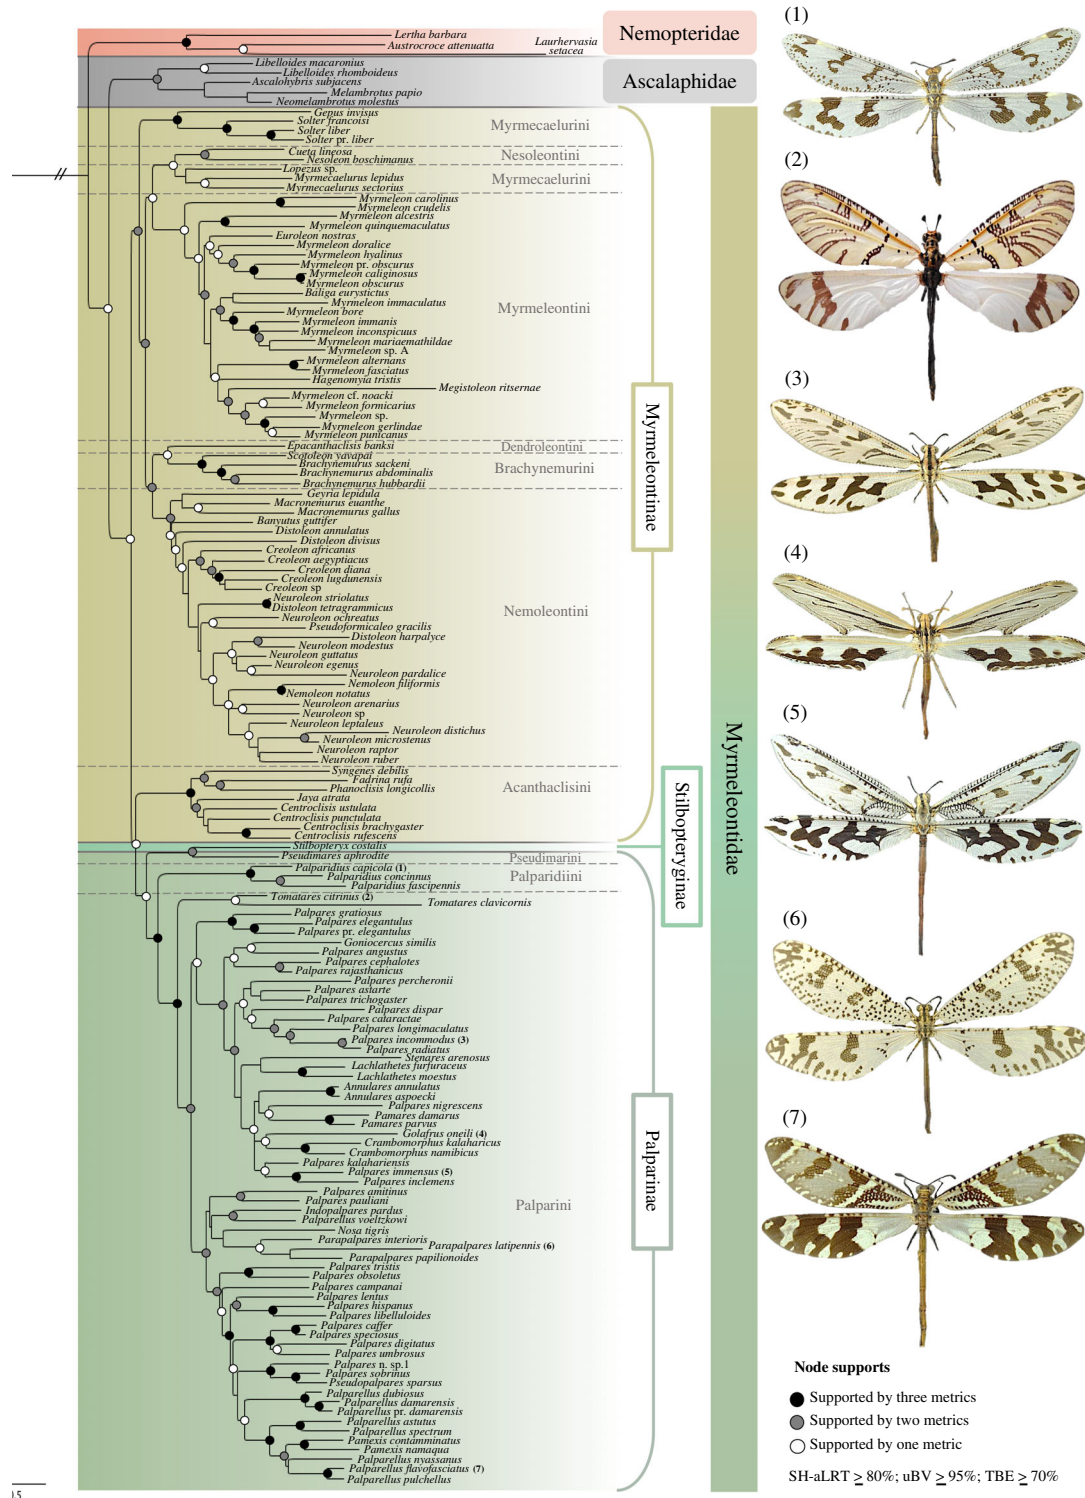 Nemopteridae
Lertha barbara
Austrocroce attenuatta
Laurhervasia
setacea
Ascalaphidae
Libelloides macaronius
Libelloides rhomboideus
Ascalohybris subjacens
Melambrotus papio
Neomelambrotus molestus
Gepus invisus
Solter francoisi
Solter liber
Solter pr. liber
Myrmecaelurini
Cueta lineosa
Nesoleon boschimanus
Nesoleontini
Lopezus sp.
Myrmecaelurus lepidus
Myrmecaelurus sectorius
Myrmecaelurini
Myrmeleon carolinus
Myrmeleon crudelis
Myrmeleon alcestris
Myrmeleon quinquemaculatus
Euroleon nostras
Myrmeleon doralice
Myrmeleon hyalinus
Myrmeleon pr. obscurus
Myrmeleon caliginosus
Myrmeleon obscurus
Baliga eurystictus
Myrmeleon immaculatus
Myrmeleon bore
Myrmeleon immanis
Myrmeleon inconspicuus
Myrmeleon mariaemathildae
Myrmeleon sp. A
Myrmeleon alternans
Myrmeleon fasciatus
Hagenomyia tristis
Megistoleon ritsernae
Myrmeleon cf. noacki
Myrmeleon formicarius
Myrmeleon sp.
Myrmeleon gerlindae
Myrmeleon punicanus
Myrmeleontini
Epacanthaclisis banksi
Dendroleontini
Scotoleon yavapai
Brachynemurus sackeni
Brachynemurus abdominalis
Brachynemurus hubbardii
Brachynemurini
Geyria lepidula
Macronemurus euanthe
Macronemurus gallus
Banyutus guttifer
Distoleon annulatus
Distoleon divisus
Creoleon africanus
Creoleon aegyptiacus
Creoleon diana
Creoleon lugdunensis
Creoleon sp
Neuroleon striolatus
Distoleon tetragrammicus
Neuroleon ochreatus
Pseudoformicaleo gracilis
Distoleon harpalyce
Neuroleon modestus
Neuroleon guttatus
Neuroleon egenus
Neuroleon pardalice
Nemoleon filiformis
Nemoleon notatus
Neuroleon arenarius
Neuroleon sp
Neuroleon leptaleus
Neuroleon distichus
Neuroleon microstenus
Neuroleon raptor
Neuroleon ruber
Nemoleontini
Syngenes debilis
Fadrina rufa
Phanoclisis longicollis
Jaya atrata
Centroclisis ustulata
Centroclisis punctulata
Centroclisis brachygaster
Centroclisis rufescens
Acanthaclisini
Stilbopteryx costalis
Pseudimares aphrodite
Pseudimarini
Palparidius capicola (1)
Palparidius concinnus
Palparidius fascipennis
Palparidiini
Tomatares citrinus (2)
Tomatares clavicornis
Palpares gratiosus
Palpares elegantulus
Palpares pr. elegantulus
Goniocercus similis
Palpares angustus
Palpares cephalotes
Palpares rajasthanicus
Palpares percheronii
Palpares astarte
Palpares trichogaster
Palpares dispar
Palpares cataractae
Palpares longimaculatus
Palpares incommodus (3)
Palpares radiatus
Stenares arenosus
Lachlathetes furfuraceus
Lachlathetes moestus
Annulares annulatus
Annulares aspoecki
Palpares nigrescens
Pamares damarus
Pamares parvus
Golafrus oneili (4)
Crambomorphus kalaharicus
Crambomorphus namibicus
Palpares kalahariensis
Palpares immensus (5)
Palpares inclemens
Palpares amitinus
Palpares pauliani
Indopalpares pardus
Palparellus voeltzkowi
Nosa tigris
Parapalpares interioris
Parapalpares latipennis (6)
Parapalpares papilionoides
Palpares tristis
Palpares obsoletus
Palpares campanai
Palpares lentus
Palpares hispanus
Palpares libelluloides
Palpares caffer
Palpares speciosus
Palpares digitatus
Palpares umbrosus
Palpares n. sp.1
Palpares sobrinus
Pseudopalpares sparsus
Palparellus dubiosus
Palparellus damarensis
Palparellus pr. damarensis
Palparellus astutus
Palparellus spectrum
Pamexis contamminatus
Pamexis namaqua
Palparellus nyassanus
Palparellus flavofasciatus (7)
Palparellus pulchellus
Palparini
Myrmeleontinae
Stilbopteryginae
Palparinae
Myrmeleontidae
(1)
(2)
(3)
(4)
(5)
(6)
(7)
Node supports
Supported by three metrics
Supported by two metrics
Supported by one metric
SH-aLRT ≥ 80%; uBV ≥ 95%; TBE ≥ 70%